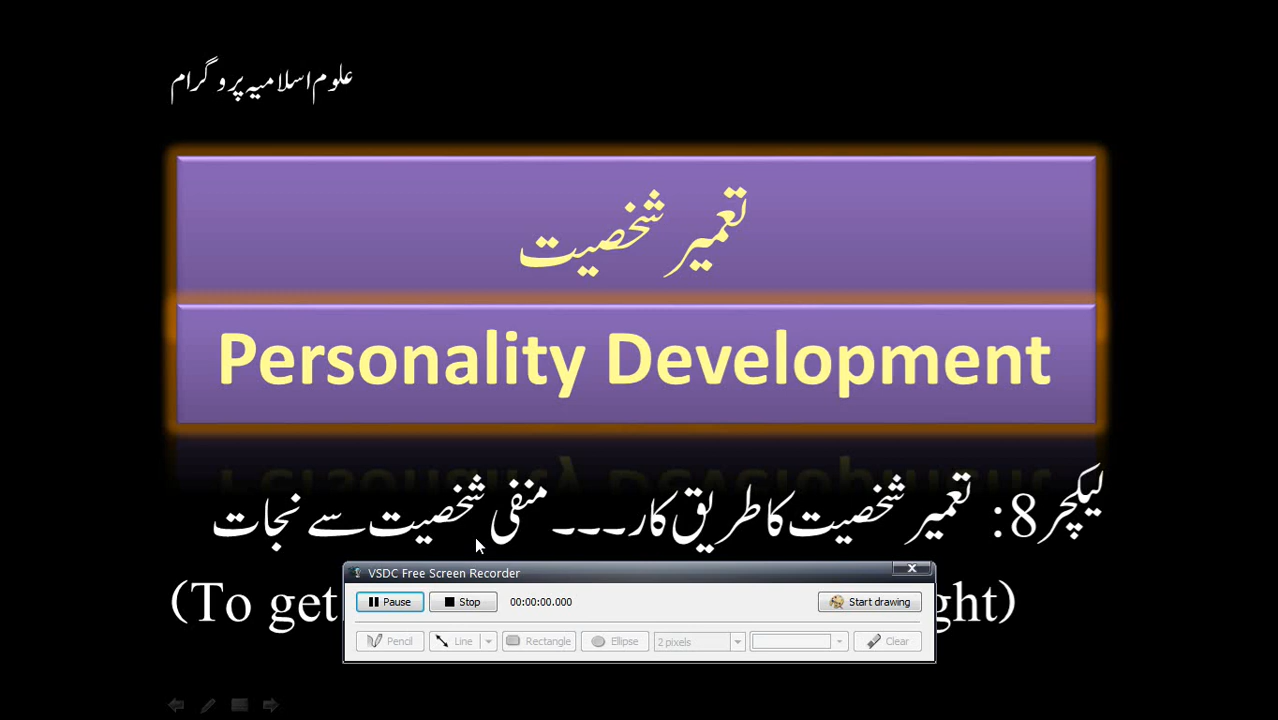 علوم اسلامیہ پروگرام
تعمیر شخصیت
Personality Development
لیکچر 8: تعمیر شخصیت کا طریق کار۔۔۔ منفی شخصیت سے نجات
VSDC Free Screen Recorder
(To get
Pause Stop 00:00:00.000 Start drawing
Pencil Line Rectangle Ellipse 2 pixels Clear